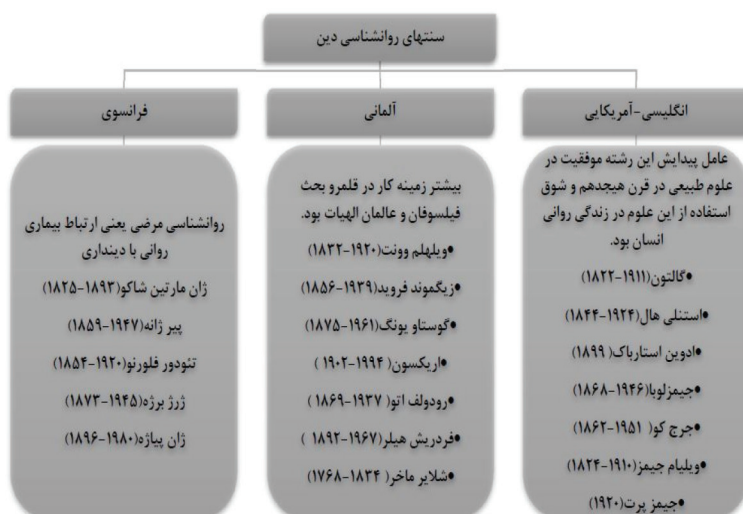 سنتهای روانشناسی دین
انگلیسی-آمریکایی
عامل پیدایش این رشته موفقیت در
علوم طبیعی در قرن هیجدهم و شوق
استفاده از این علوم در زندگی روانی
انسان بود.
•گالتون(۱۹۱۱-۱۸۲۲)
•استنلی هال(۱۹۲۴-۱۸۴۴)
•ادوین استارباک(۱۸۹۹)
•جیمزلوبا(۱۹۴۶-۱۸۶۸)
•جرج کو(۱۹۵۱-۱۸۶۲)
•ویلیام جیمز(۱۹۱۰-۱۸۲۴)
•جیمز پرت(۱۹۲۰)
آلمانی
بیشتر زمینه کار در قلمرو بحث
فیلسوفان و عالمان الهیات بود.
•ویلهلم وونت(۱۹۲۰-۱۸۳۲)
•زیگموند فروید(۱۹۳۹-۱۸۵۶)
•گوستاو یونگ(۱۹۶۱-۱۸۷۵)
•اریکسون(۱۹۹۴-۱۹۰۲ )
•رودولف اتو(۱۹۳۷-۱۸۶۹ )
•فردریش هیلر(۱۹۶۷-۱۸۹۲ )
•شلایر ماخر( ۱۸۳۴-۱۷۶۸)
فرانسوی
روانشناسی مرضی یعنی ارتباط بیماری
روانی با دینداری
ژان مارتین شاکو(۱۸۹۳-۱۸۲۵)
پیر ژانه(۱۹۴۷-۱۸۵۹)
تئودور فلورنو(۱۹۲۰-۱۸۵۴)
ژرژ برژه(۱۹۴۵-۱۸۷۳)
ژان پیاژه(۱۹۸۰-۱۸۹۶)